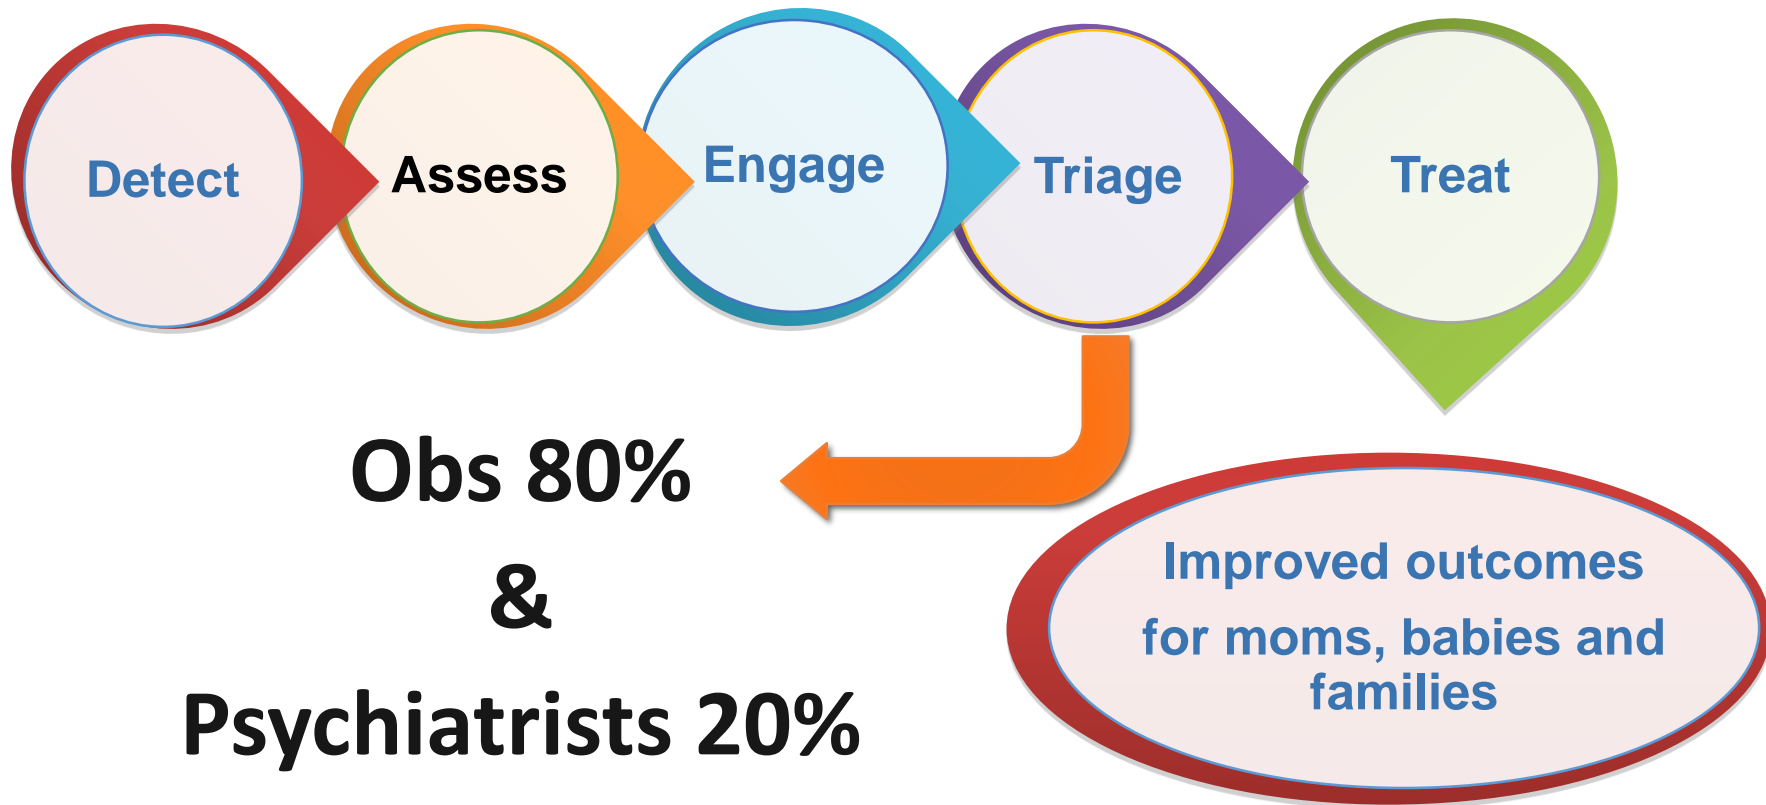 Detect
Assess
Engage
Triage
Treat
Obs 80%
&
Psychiatrists 20%
Improved outcomes
for moms, babies and
families